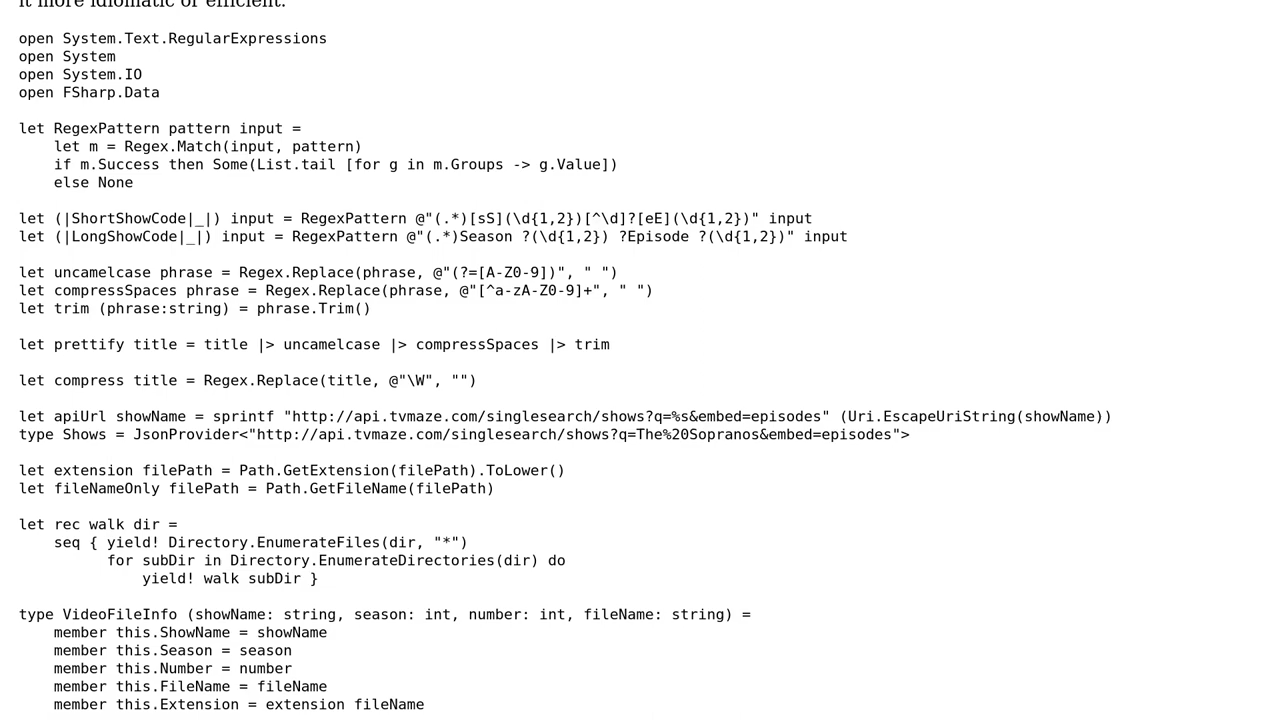 it more idiomatic or efficient.
open System.Text.RegularExpressions
open System
open System.IO
open FSharp.Data
let RegexPattern pattern input =
    let m = Regex.Match(input, pattern)
    if m.Success then Some(List.tail [for g in m.Groups -> g.Value])
    else None
let (|ShortShowCode|_|) input = RegexPattern @"(.*)[sS](\d{1,2})[^\d]?[eE](\d{1,2})" input
let (|LongShowCode|_|) input = RegexPattern @"(.*)Season ?(\d{1,2}) ?Episode ?(\d{1,2})" input
let uncamelcase phrase = Regex.Replace(phrase, @"(?=[A-Z0-9])", " ")
let compressSpaces phrase = Regex.Replace(phrase, @"[^a-zA-Z0-9]+", " ")
let trim (phrase:string) = phrase.Trim()
let prettify title = title |> uncamelcase |> compressSpaces |> trim
let compress title = Regex.Replace(title, @"\W", "")
let apiUrl showName = sprintf "http://api.tvmaze.com/singlesearch/shows?q=%s&embed=episodes" (Uri.EscapeUriString(showName))
type Shows = JsonProvider<"http://api.tvmaze.com/singlesearch/shows?q=The%20Sopranos&embed=episodes">
let extension filePath = Path.GetExtension(filePath).ToLower()
let fileNameOnly filePath = Path.GetFileName(filePath)
let rec walk dir =
    seq { yield! Directory.EnumerateFiles(dir, "*")
          for subDir in Directory.EnumerateDirectories(dir) do
              yield! walk subDir }
type VideoFileInfo (showName: string, season: int, number: int, fileName: string) =
    member this.ShowName = showName
    member this.Season = season
    member this.Number = number
    member this.FileName = fileName
    member this.Extension = extension fileName